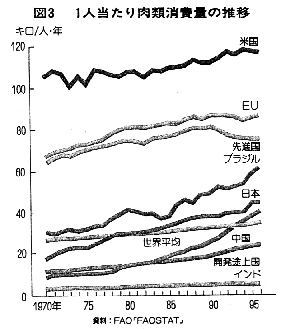 図3 1人当たり肉類消費量の推移
キロ/人・年
120
米国
100
EU
80
先進国
ブラジル
60
日本
40
世界平均
中国
20
開発途上国
インド
0
1970年 75 80 85 90 95
資料：FAO「FAOSTAT」